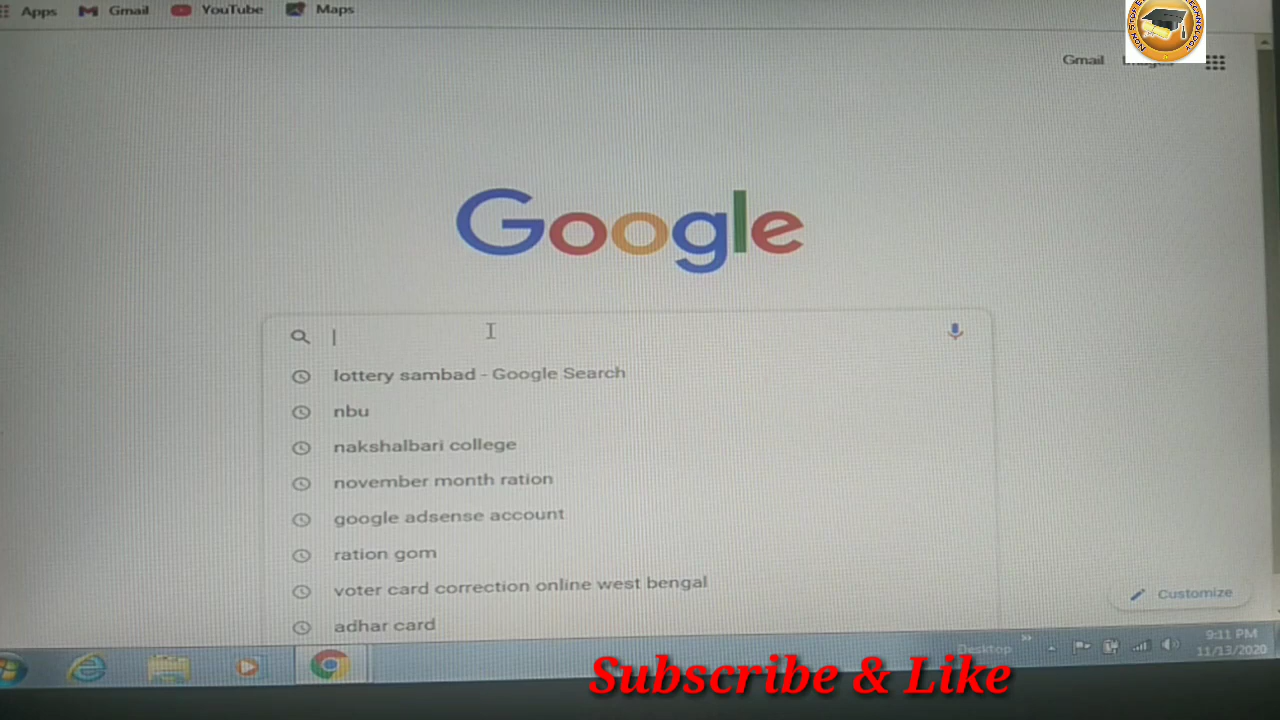 Apps Gmail YouTube Maps
Gmail
Google
lottery sambad - Google Search
nbu
nakshalbari college
november month ration
google adsense account
ration gom
voter card correction online west bengal
adhar card
Customize
Desktop
9:11 PM
11/13/2020
Subscribe & Like